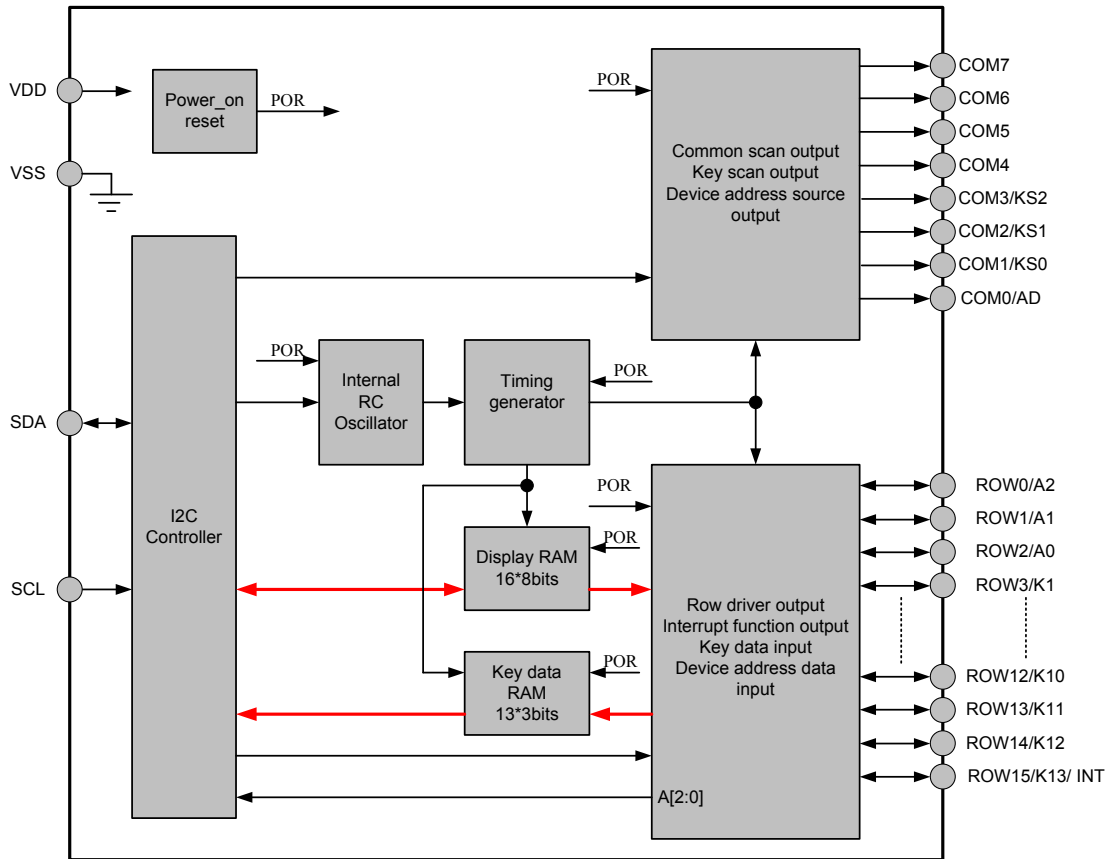 VDD
VSS
SDA
SCL
Power_on
reset
POR
POR
Common scan output
Key scan output
Device address source
output
COM7
COM6
COM5
COM4
COM3/KS2
COM2/KS1
COM1/KS0
COM0/AD
I2C
Controller
POR
Internal
RC
Oscillator
Timing
generator
POR
POR
Display RAM
16*8bits
POR
Key data
RAM
13*3bits
POR
Row driver output
Interrupt function output
Key data input
Device address data
input
A[2:0]
ROW0/A2
ROW1/A1
ROW2/A0
ROW3/K1
ROW12/K10
ROW13/K11
ROW14/K12
ROW15/K13/ INT